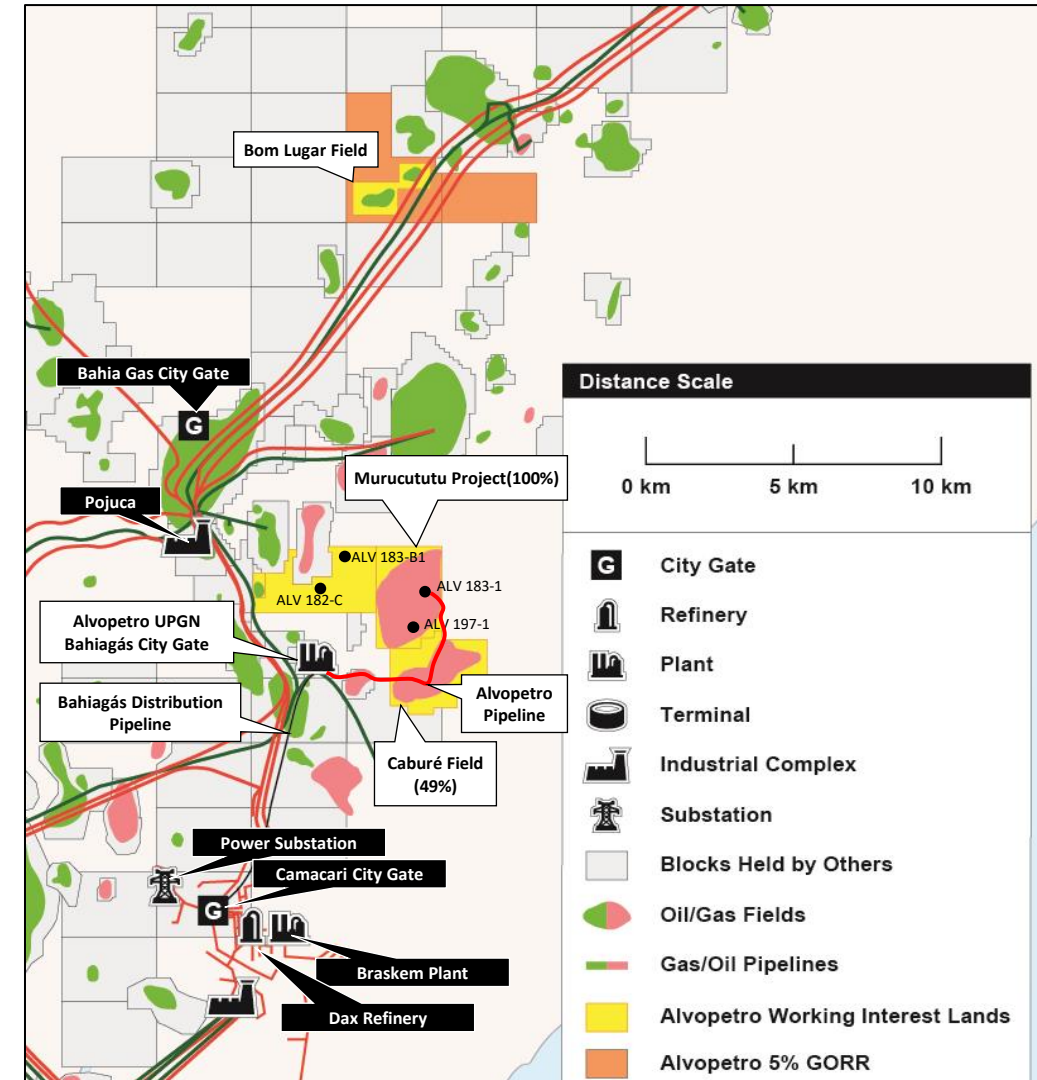 Bom Lugar Field
Bahia Gas City Gate
G
Pojuca
Murucututu Project(100%)
ALV 183-B1
ALV 182-C
ALV 183-1
ALV 197-1
Alvopetro UPGN
Bahiagás City Gate
Bahiagás Distribution
Pipeline
Alvopetro
Pipeline
Caburé Field
(49%)
Power Substation
Camacari City Gate
G
Braskem Plant
Dax Refinery
Distance Scale
0 km
5 km
10 km
G
City Gate
Refinery
Plant
Terminal
Industrial Complex
Substation
Blocks Held by Others
Oil/Gas Fields
Gas/Oil Pipelines
Alvopetro Working Interest Lands
Alvopetro 5% GORR